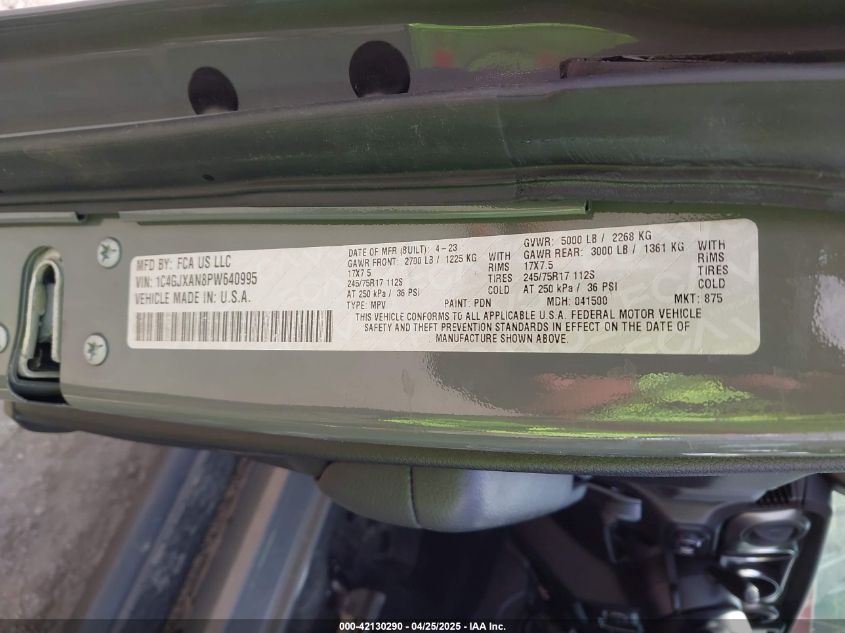 MFD BY: FCA US LLC
VIN: 1C4GJXAN8PW640995
VEHICLE MADE IN U.S.A.
DATE OF MFR (BUILT): 4-23
GAWR FRONT: 2700 LB / 1225 KG WITH
17X7.5 RIMS
245/75R17 112S TIRES
AT 250 kPa / 36 PSI COLD
GVWR: 5000 LB / 2268 KG
GAWR REAR: 3000 LB / 1361 KG WITH
17X7.5 RIMS
245/75R17 112S TIRES
AT 250 kPa / 36 PSI COLD
TYPE: MPV PAINT: PDN MCH: 041500 MKT: 875
THIS VEHICLE CONFORMS TO ALL APPLICABLE U.S.A. FEDERAL MOTOR VEHICLE
SAFETY AND THEFT PREVENTION STANDARDS IN EFFECT ON THE DATE OF
MANUFACTURE SHOWN ABOVE.
000-42130290 - 04/25/2025 - IAA Inc.